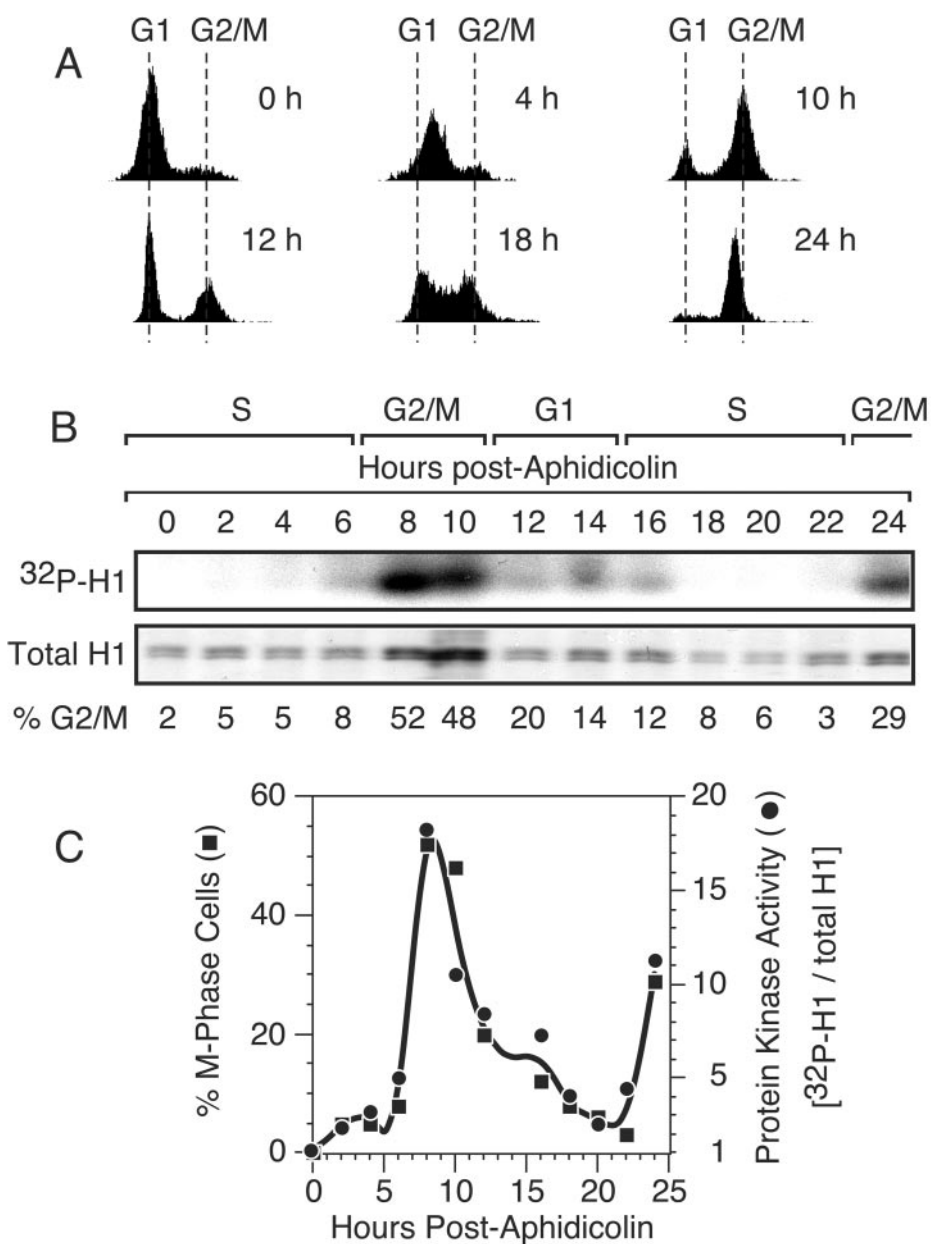 A
G1 G2/M G1 G2/M G1 G2/M
0 h 4 h 10 h
12 h 18 h 24 h
B
S G2/M G1 S G2/M
Hours post-Aphidicolin
0 2 4 6 8 10 12 14 16 18 20 22 24
32P-H1
Total H1
% G2/M 2 5 5 8 52 48 20 14 12 8 6 3 29
C
% M-Phase Cells (■)
60
40
20
0
20
15
10
5
1
Protein Kinase Activity (●)
[32P-H1 / total H1]
0 5 10 15 20 25
Hours Post-Aphidicolin